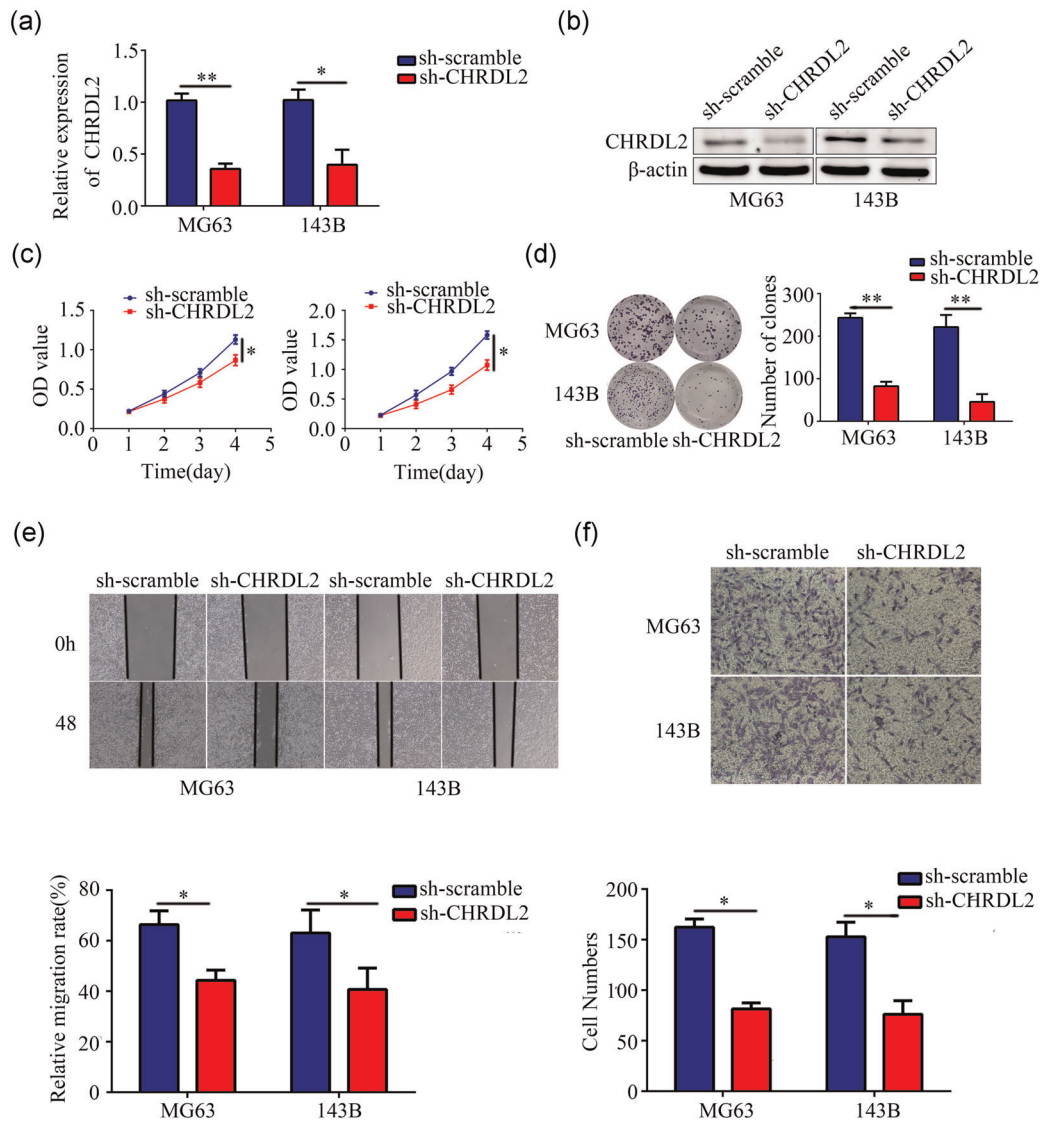 (a)
1.5
1.0
0.5
0.0
Relative expression
of CHRDL2
**
*
MG63
143B
sh-scramble
sh-CHRDL2
(b)
sh-scramble
sh-CHRDL2
sh-scramble
sh-CHRDL2
CHRDL2
β-actin
MG63
143B
(c)
sh-scramble
sh-CHRDL2
1.5
1.0
0.5
0.0
OD value
*
0 1 2 3 4 5
Time(day)
sh-scramble
sh-CHRDL2
2.0
1.5
1.0
0.5
0.0
OD value
*
0 1 2 3 4 5
Time(day)
(d)
MG63
143B
sh-scramble sh-CHRDL2
sh-scramble
sh-CHRDL2
300
200
100
0
Number of clones
**
**
MG63
143B
(e)
sh-scramble sh-CHRDL2 sh-scramble sh-CHRDL2
0h
48
MG63
143B
80
60
40
20
0
Relative migration rate(%)
*
*
MG63
143B
sh-scramble
sh-CHRDL2
(f)
sh-scramble sh-CHRDL2
MG63
143B
200
150
100
50
0
Cell Numbers
*
*
MG63
143B
sh-scramble
sh-CHRDL2